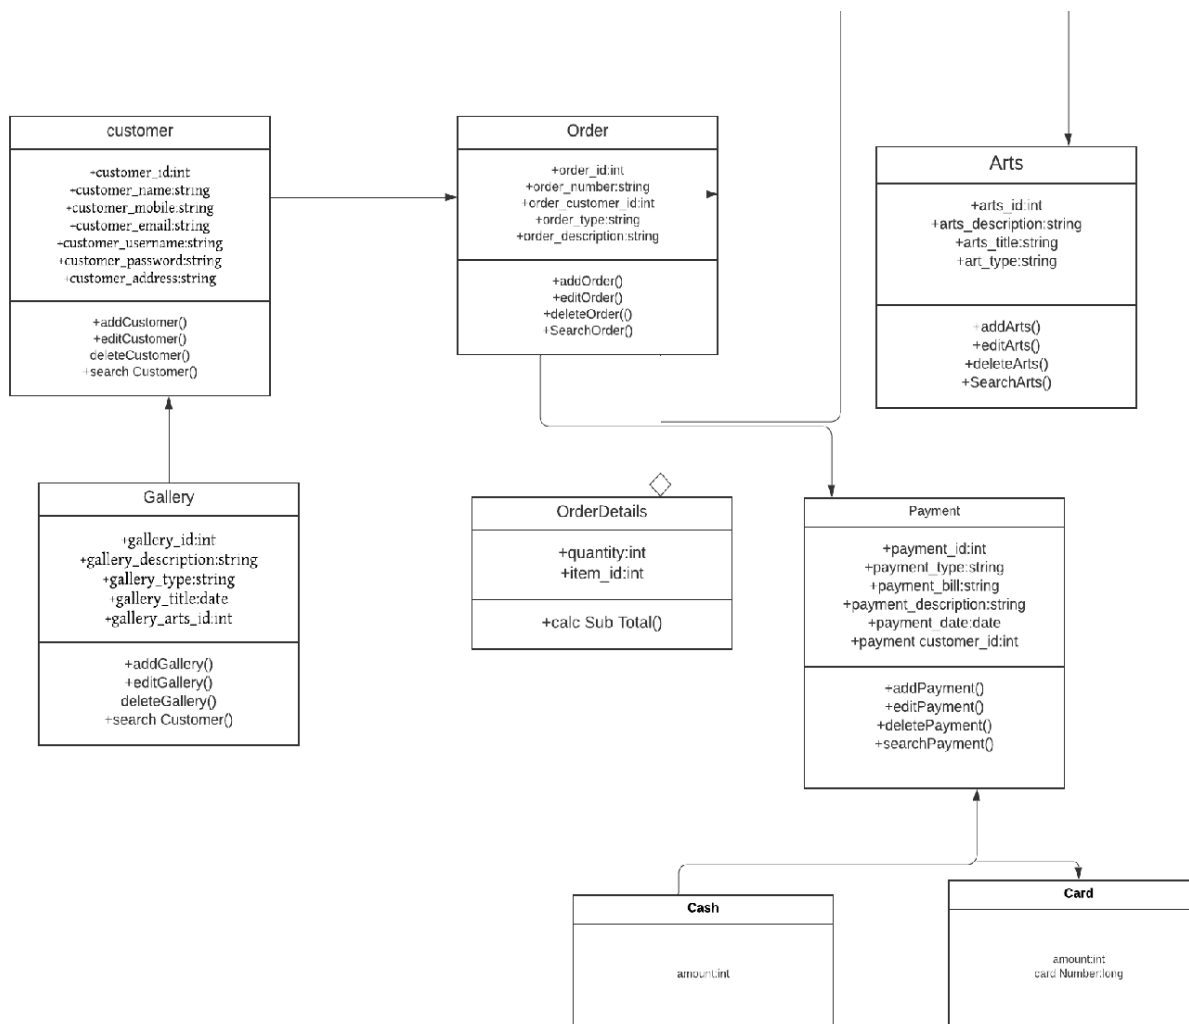 customer
+customer_id:int
+customer_name:string
+customer_mobile:string
+customer_email:string
+customer_username:string
+customer_password:string
+customer_address:string
+addCustomer()
+editCustomer()
deleteCustomer()
+search Customer()
Order
+order_id:int
+order_number:string
+order_customer_id:int
+order_type:string
+order_description:string
+addOrder()
+editOrder()
+deleteOrder(()
+SearchOrder()
Arts
+arts_id:int
+arts_description:string
+arts_title:string
+art_type:string
+addArts()
+editArts()
+deleteArts()
+SearchArts()
Gallery
+gallery_id:int
+gallery_description:string
+gallery_type:string
+gallery_title:date
+gallery_arts_id:int
+addGallery()
+editGallery()
deleteGallery()
+search Customer()
OrderDetails
+quantity:int
+item_id:int
+calc Sub Total()
Payment
+payment_id:int
+payment_type:string
+payment_bill:string
+payment_description:string
+payment_date:date
+payment customer_id:int
+addPayment()
+editPayment()
+deletePayment()
+searchPayment()
Cash
amount:int
Card
amount:int
card Number:long